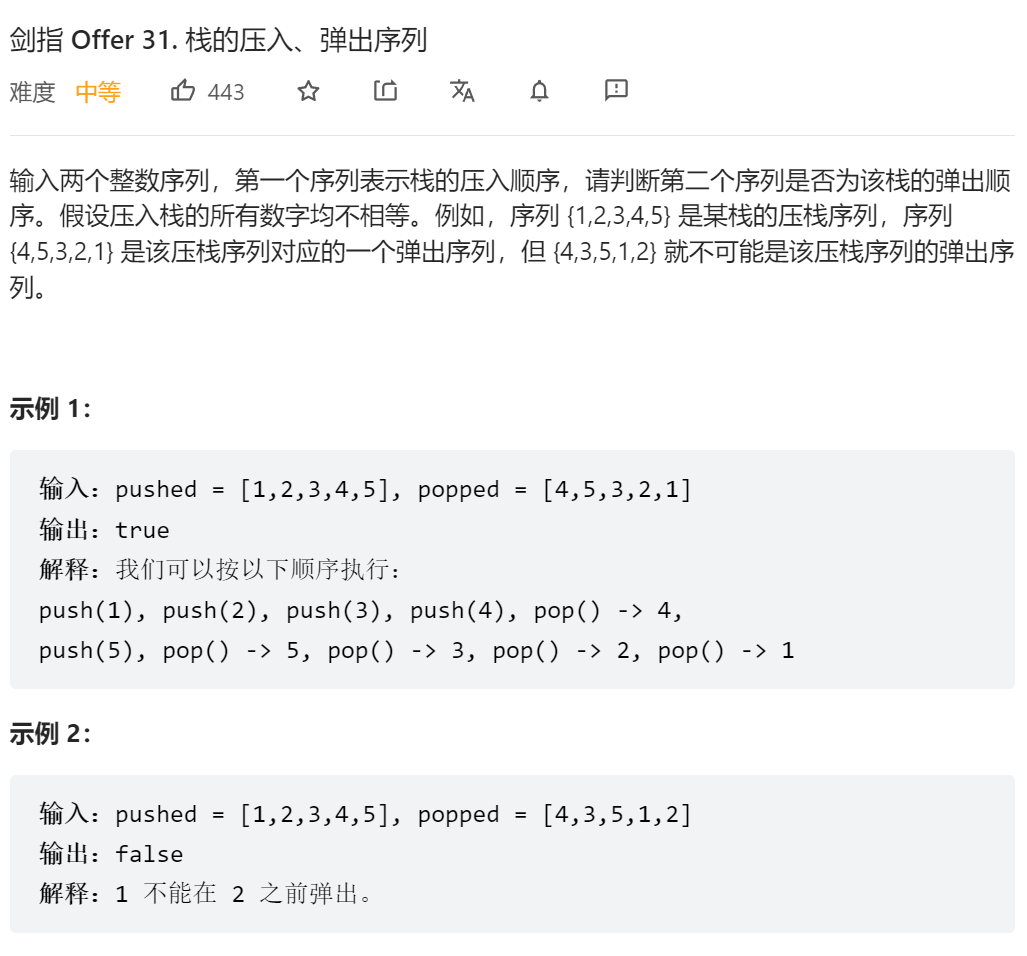 剑指 Offer 31. 栈的压入、弹出序列
难度 中等 443
输入两个整数序列，第一个序列表示栈的压入顺序，请判断第二个序列是否为该栈的弹出顺
序。假设压入栈的所有数字均不相等。例如，序列 {1,2,3,4,5} 是某栈的压栈序列，序列
{4,5,3,2,1} 是该压栈序列对应的一个弹出序列，但 {4,3,5,1,2} 就不可能是该压栈序列的弹出序
列。
示例 1：
输入：pushed = [1,2,3,4,5], popped = [4,5,3,2,1]
输出：true
解释：我们可以按以下顺序执行：
push(1), push(2), push(3), push(4), pop() -> 4,
push(5), pop() -> 5, pop() -> 3, pop() -> 2, pop() -> 1
示例 2：
输入：pushed = [1,2,3,4,5], popped = [4,3,5,1,2]
输出：false
解释：1 不能在 2 之前弹出。